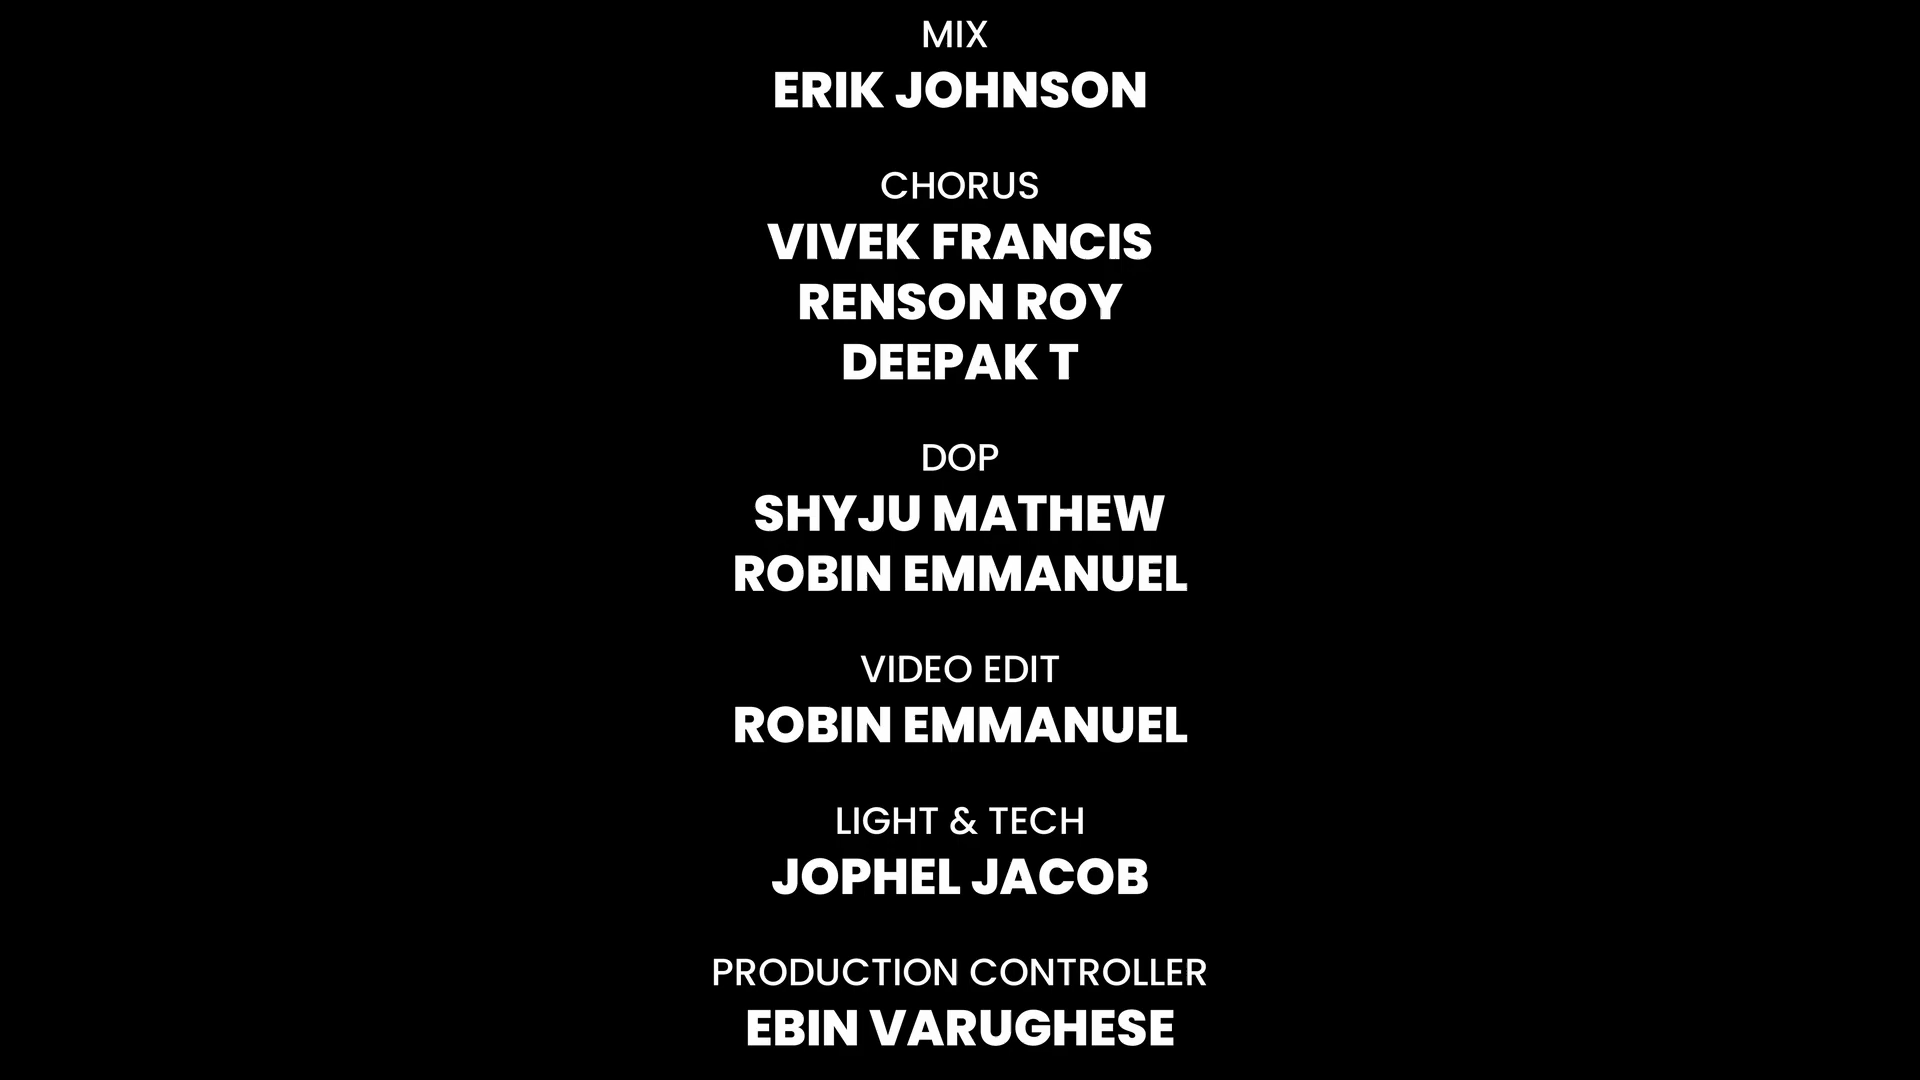 MIX
ERIK JOHNSON
CHORUS
VIVEK FRANCIS
RENSON ROY
DEEPAK T
DOP
SHYJU MATHEW
ROBIN EMMANUEL
VIDEO EDIT
ROBIN EMMANUEL
LIGHT & TECH
JOPHEL JACOB
PRODUCTION CONTROLLER
EBIN VARUGHESE